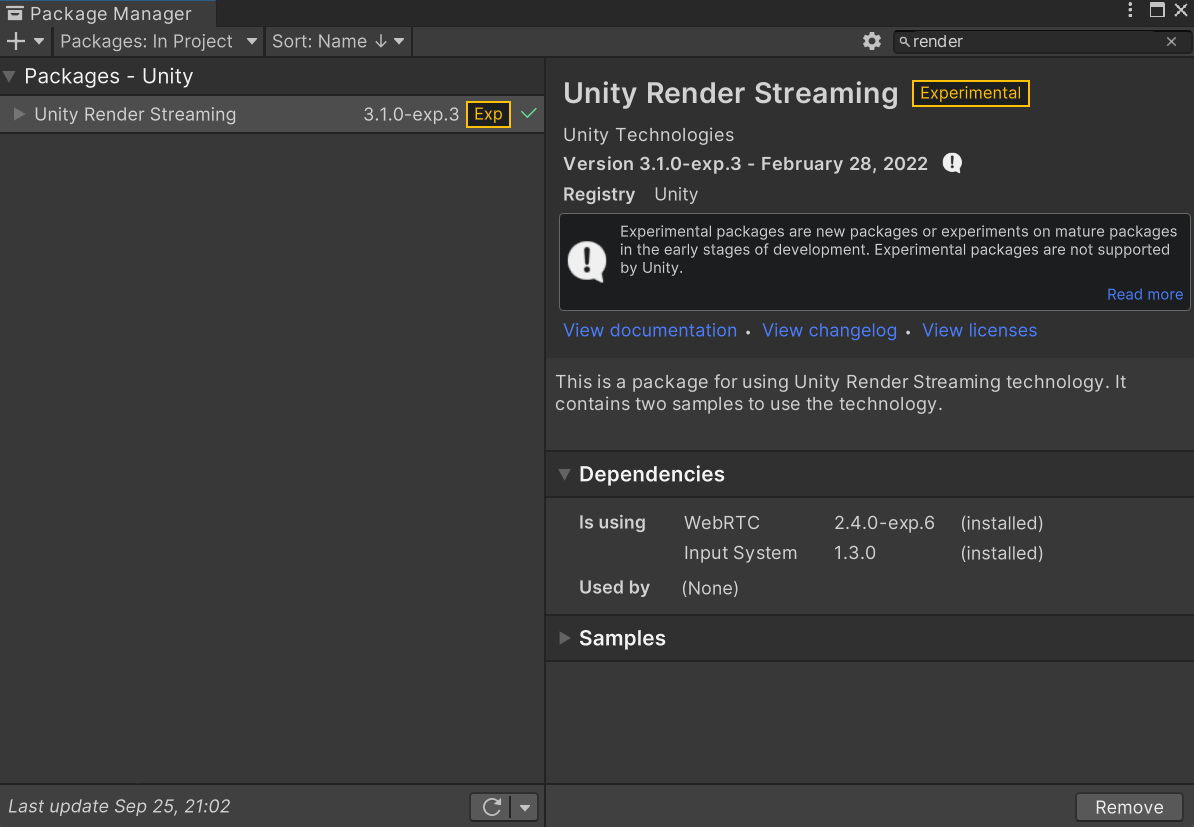 Package Manager
Packages: In Project
Sort: Name ↓
render
Packages - Unity
Unity Render Streaming 3.1.0-exp.3 Exp
Unity Render Streaming Experimental
Unity Technologies
Version 3.1.0-exp.3 - February 28, 2022
Registry Unity
Experimental packages are new packages or experiments on mature packages
in the early stages of development. Experimental packages are not supported
by Unity.
Read more
View documentation • View changelog • View licenses
This is a package for using Unity Render Streaming technology. It
contains two samples to use the technology.
Dependencies
Is using WebRTC 2.4.0-exp.6 (installed)
Input System 1.3.0 (installed)
Used by (None)
Samples
Last update Sep 25, 21:02
Remove